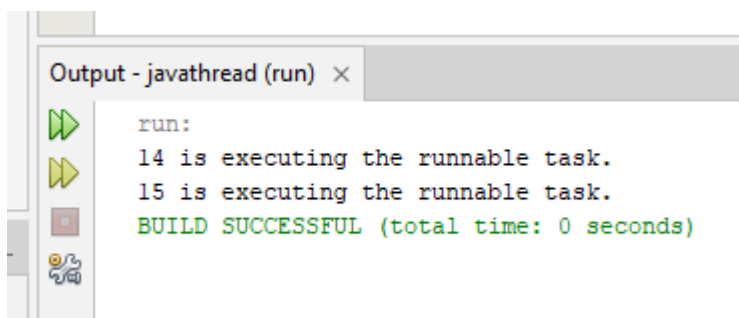 Output - javathread (run)
run:
14 is executing the runnable task.
15 is executing the runnable task.
BUILD SUCCESSFUL (total time: 0 seconds)